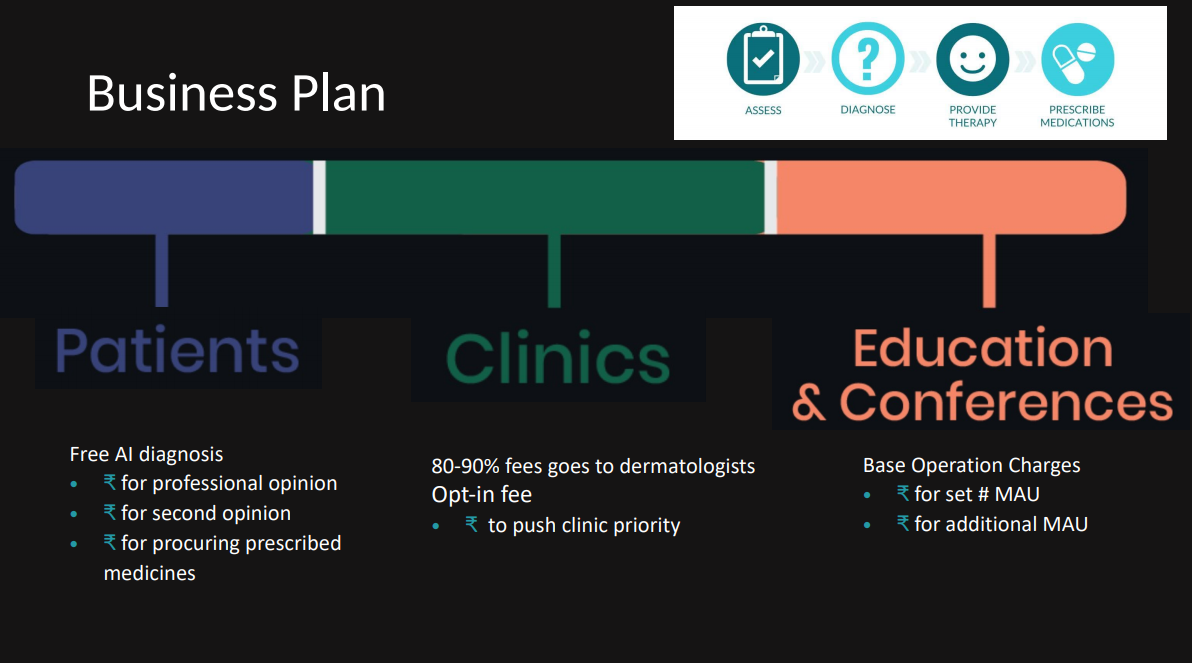 Business Plan
ASSESS
DIAGNOSE
PROVIDE
THERAPY
PRESCRIBE
MEDICATIONS
Patients
Free AI diagnosis
• ₹ for professional opinion
• ₹ for second opinion
• ₹ for procuring prescribed
medicines
Clinics
80-90% fees goes to dermatologists
Opt-in fee
• ₹ to push clinic priority
Education
& Conferences
Base Operation Charges
• ₹ for set # MAU
• ₹ for additional MAU